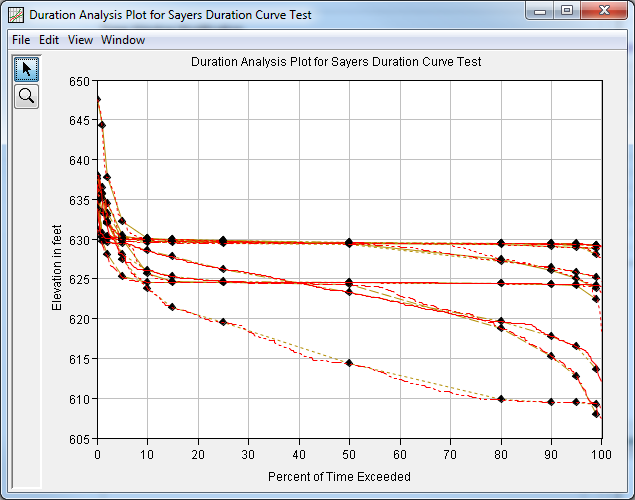 Duration Analysis Plot for Sayers Duration Curve Test
File Edit View Window
Duration Analysis Plot for Sayers Duration Curve Test
650
645
640
635
630
625
620
615
610
605
Elevation in feet
0 10 20 30 40 50 60 70 80 90 100
Percent of Time Exceeded